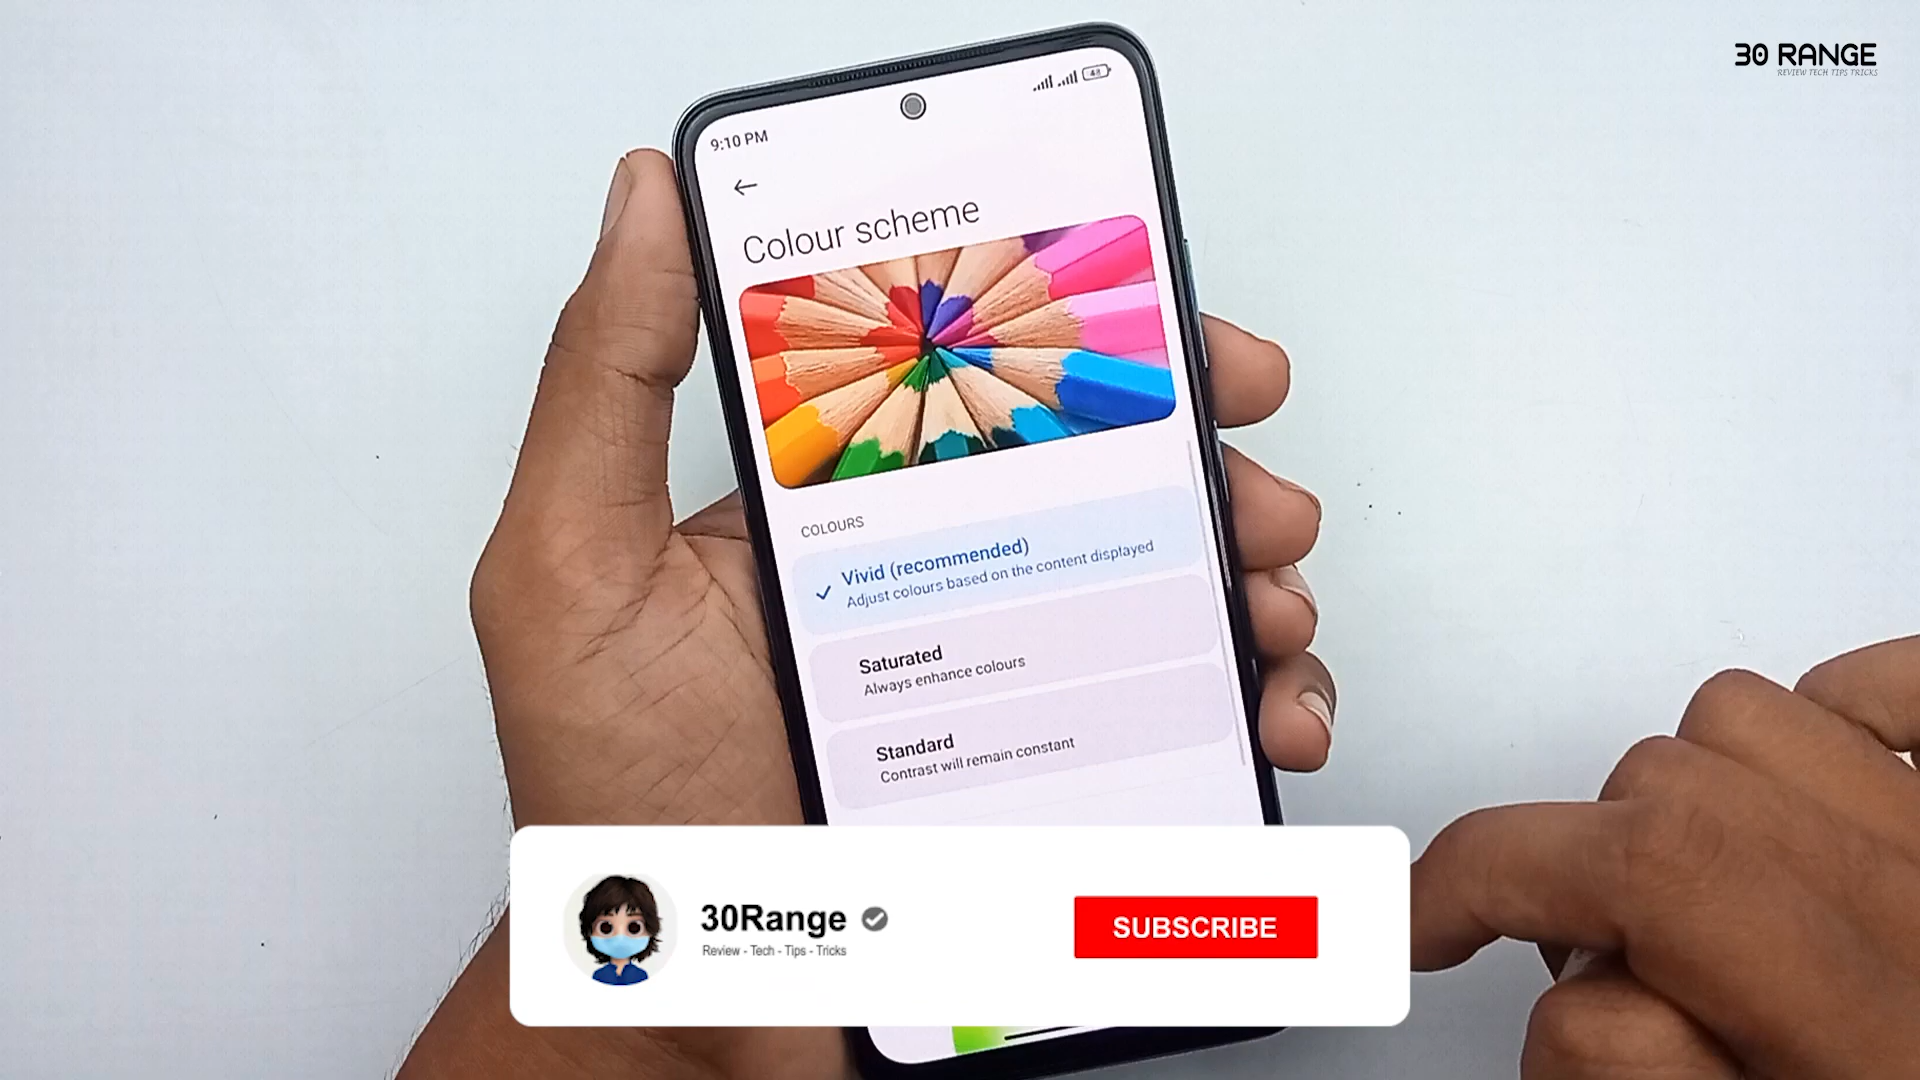 30 RANGE
REVIEW TECH TIPS TRICKS
9:10 PM
48
Colour scheme
COLOURS
Vivid (recommended)
Adjust colours based on the content displayed
Saturated
Always enhance colours
Standard
Contrast will remain constant
30Range
Review - Tech - Tips - Tricks
SUBSCRIBE